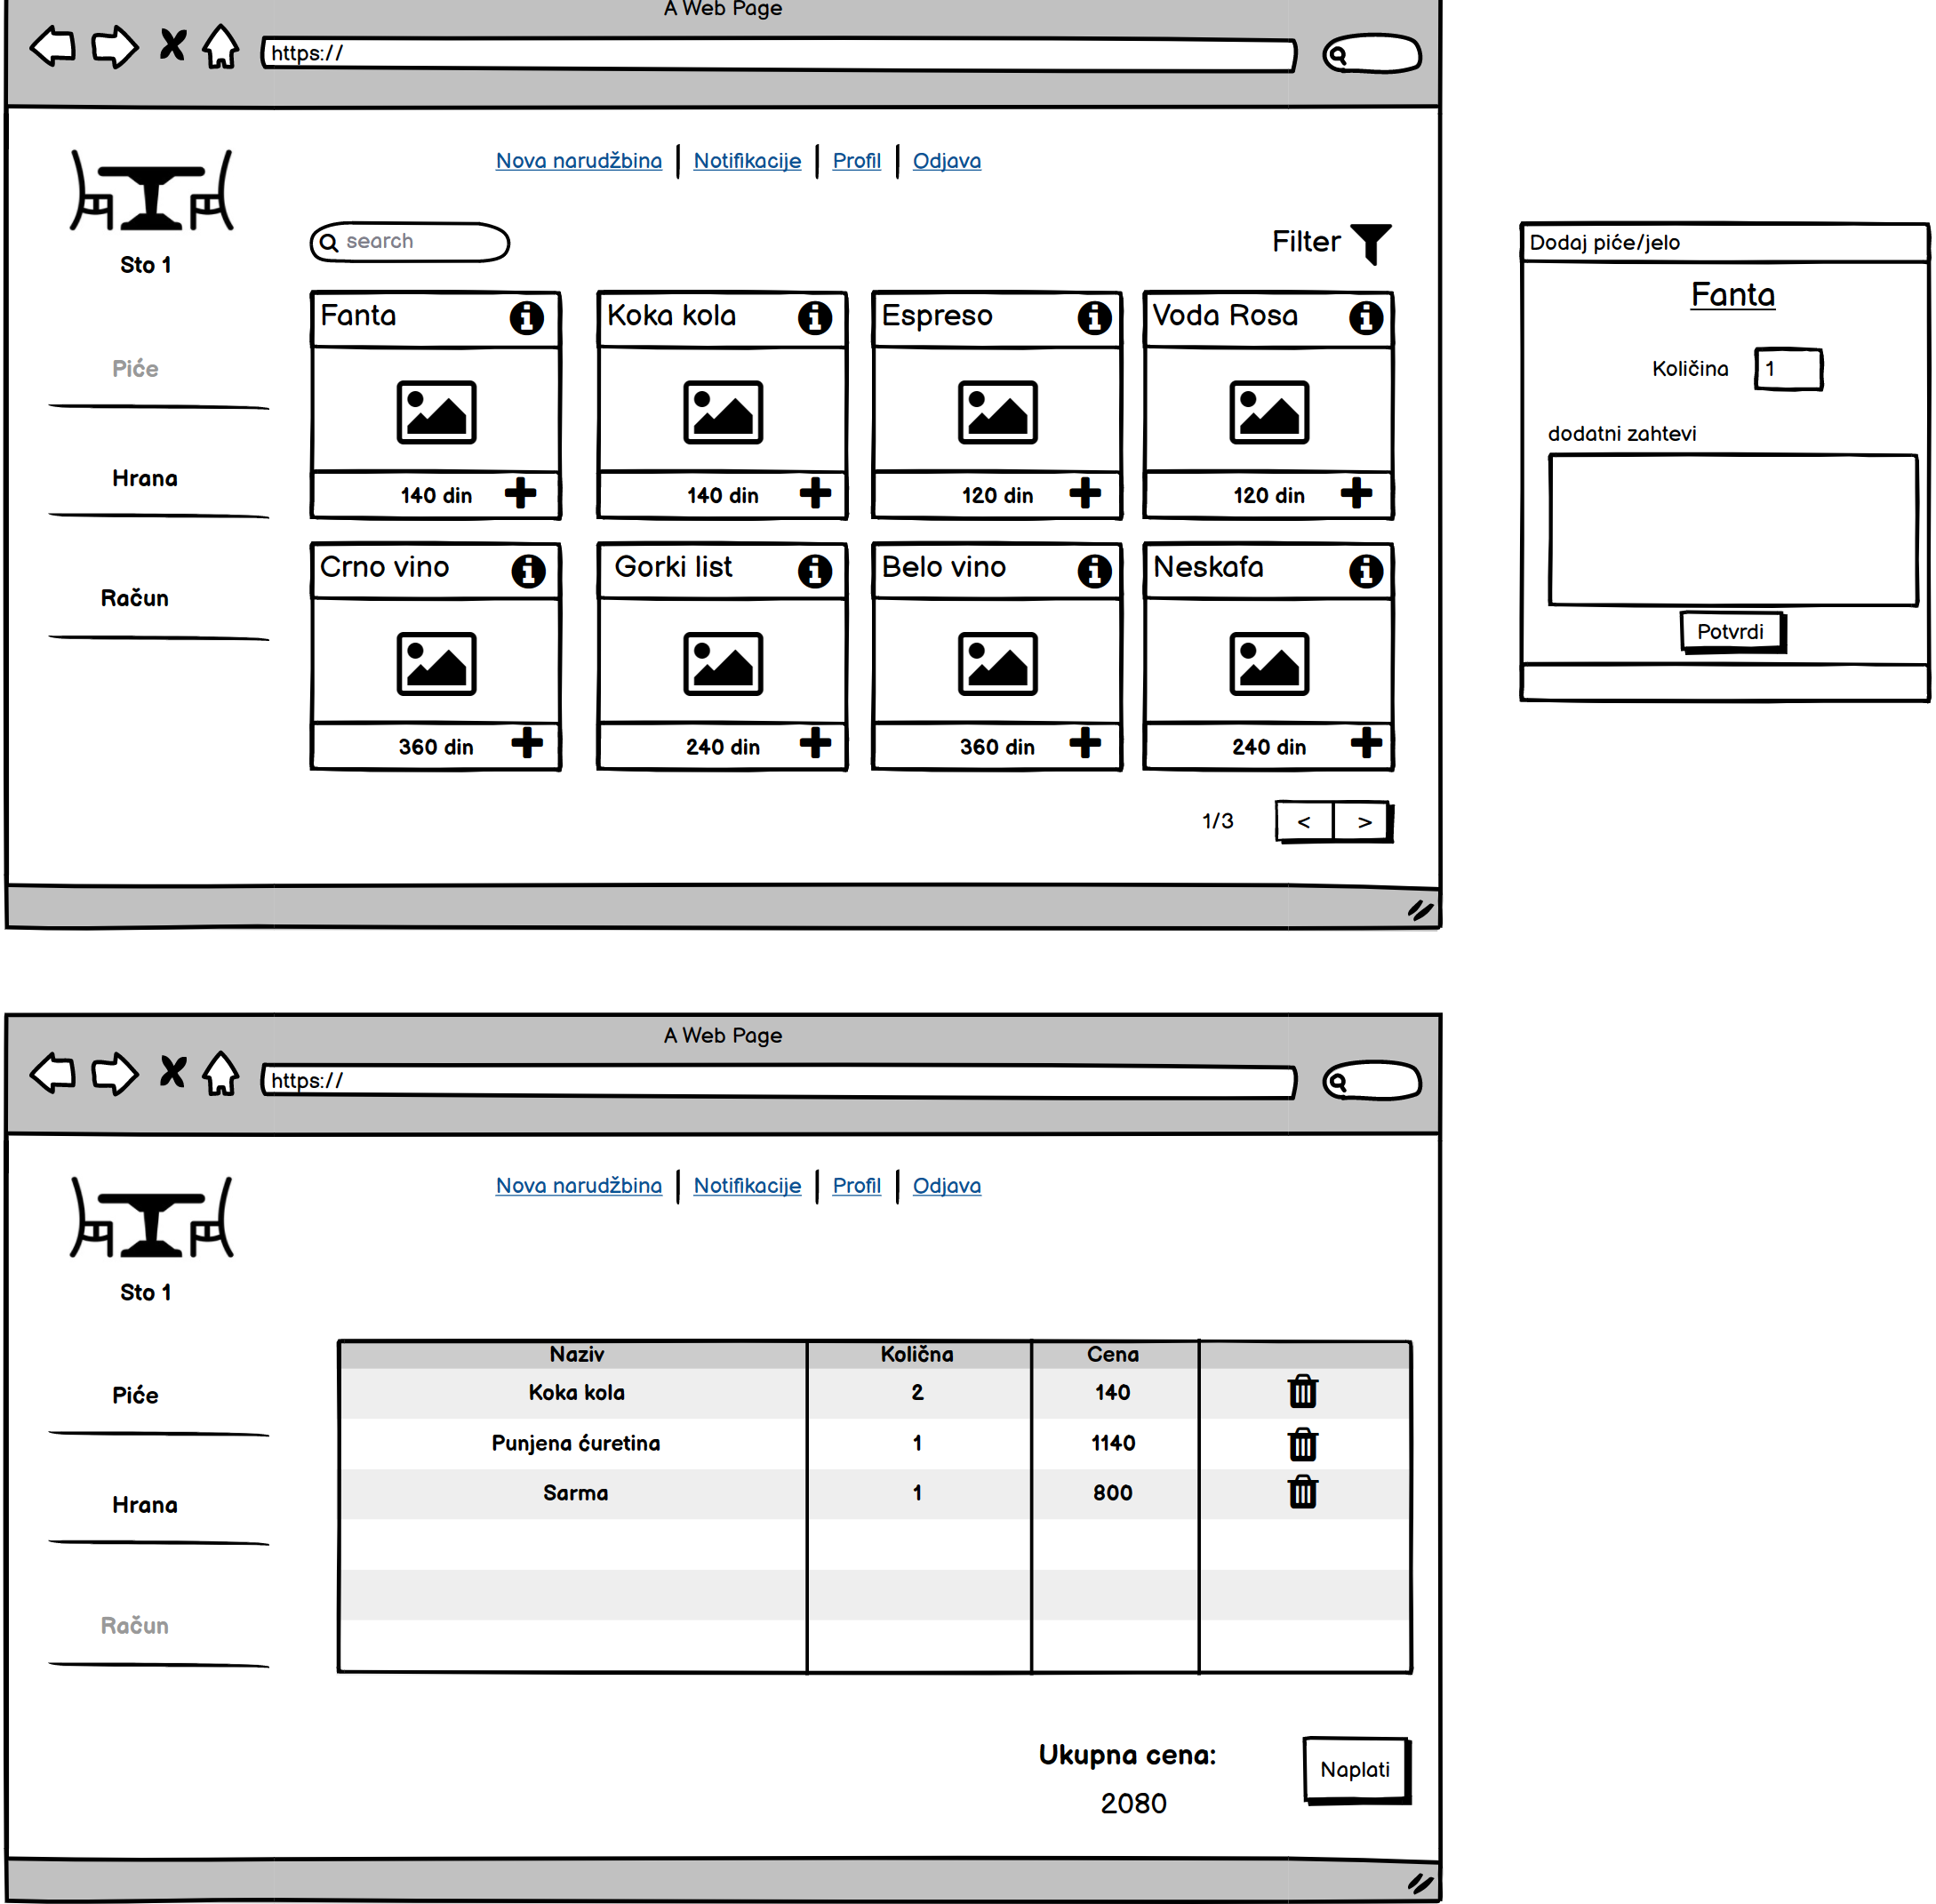 A Web Page
https://
Nova narudžbina Notifikacije Profil Odjava
Sto 1
search
Filter
Piće
Hrana
Račun
Fanta Koka kola Espreso Voda Rosa
140 din 140 din 120 din 120 din
Crno vino Gorki list Belo vino Neskafa
360 din 240 din 360 din 240 din
1/3 < >
Dodaj piće/jelo
Fanta
Količina 1
dodatni zahtevi
Potvrdi
A Web Page
https://
Nova narudžbina Notifikacije Profil Odjava
Sto 1
Piće
Hrana
Račun
Naziv Količna Cena
Koka kola 2 140
Punjena ćuretina 1 1140
Sarma 1 800
Ukupna cena:
2080
Naplati